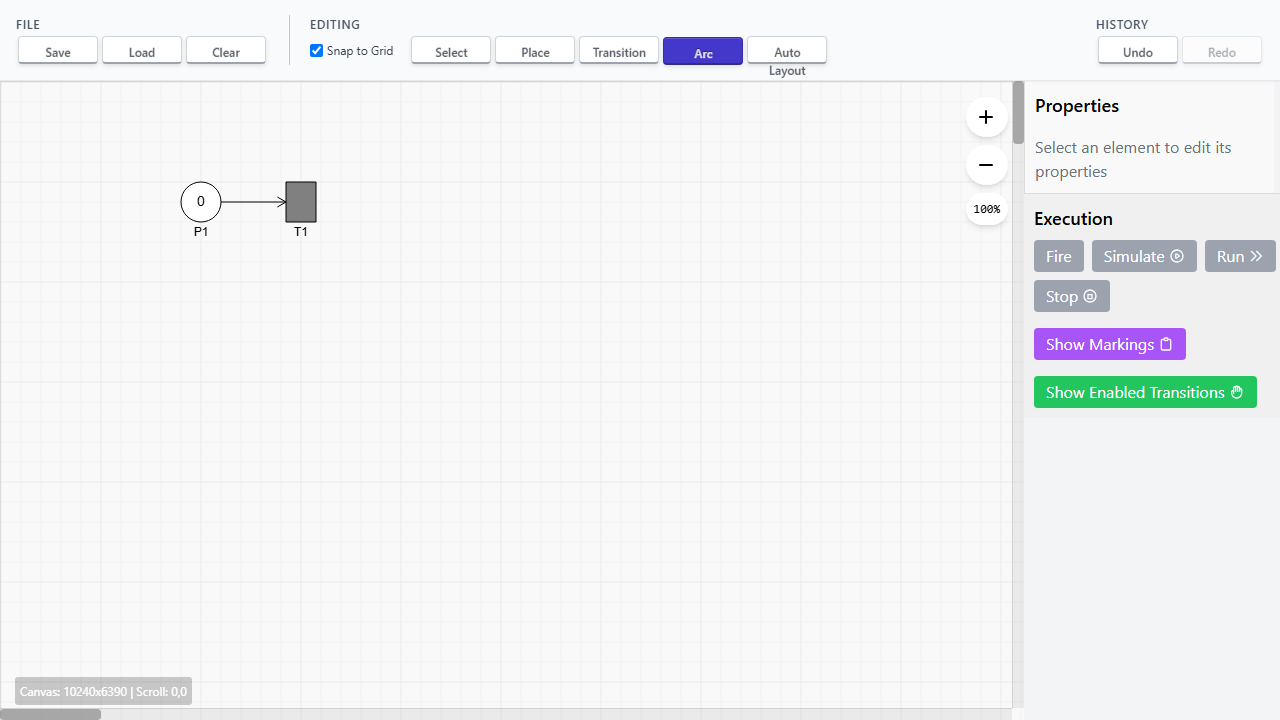 FILE
Save
Load
Clear
EDITING
Snap to Grid
Select
Place
Transition
Arc
Auto
Layout
HISTORY
Undo
Redo
100%
0
P1
T1
Canvas: 10240x6390 | Scroll: 0,0
Properties
Select an element to edit its
properties
Execution
Fire
Simulate
Run
Stop
Show Markings
Show Enabled Transitions